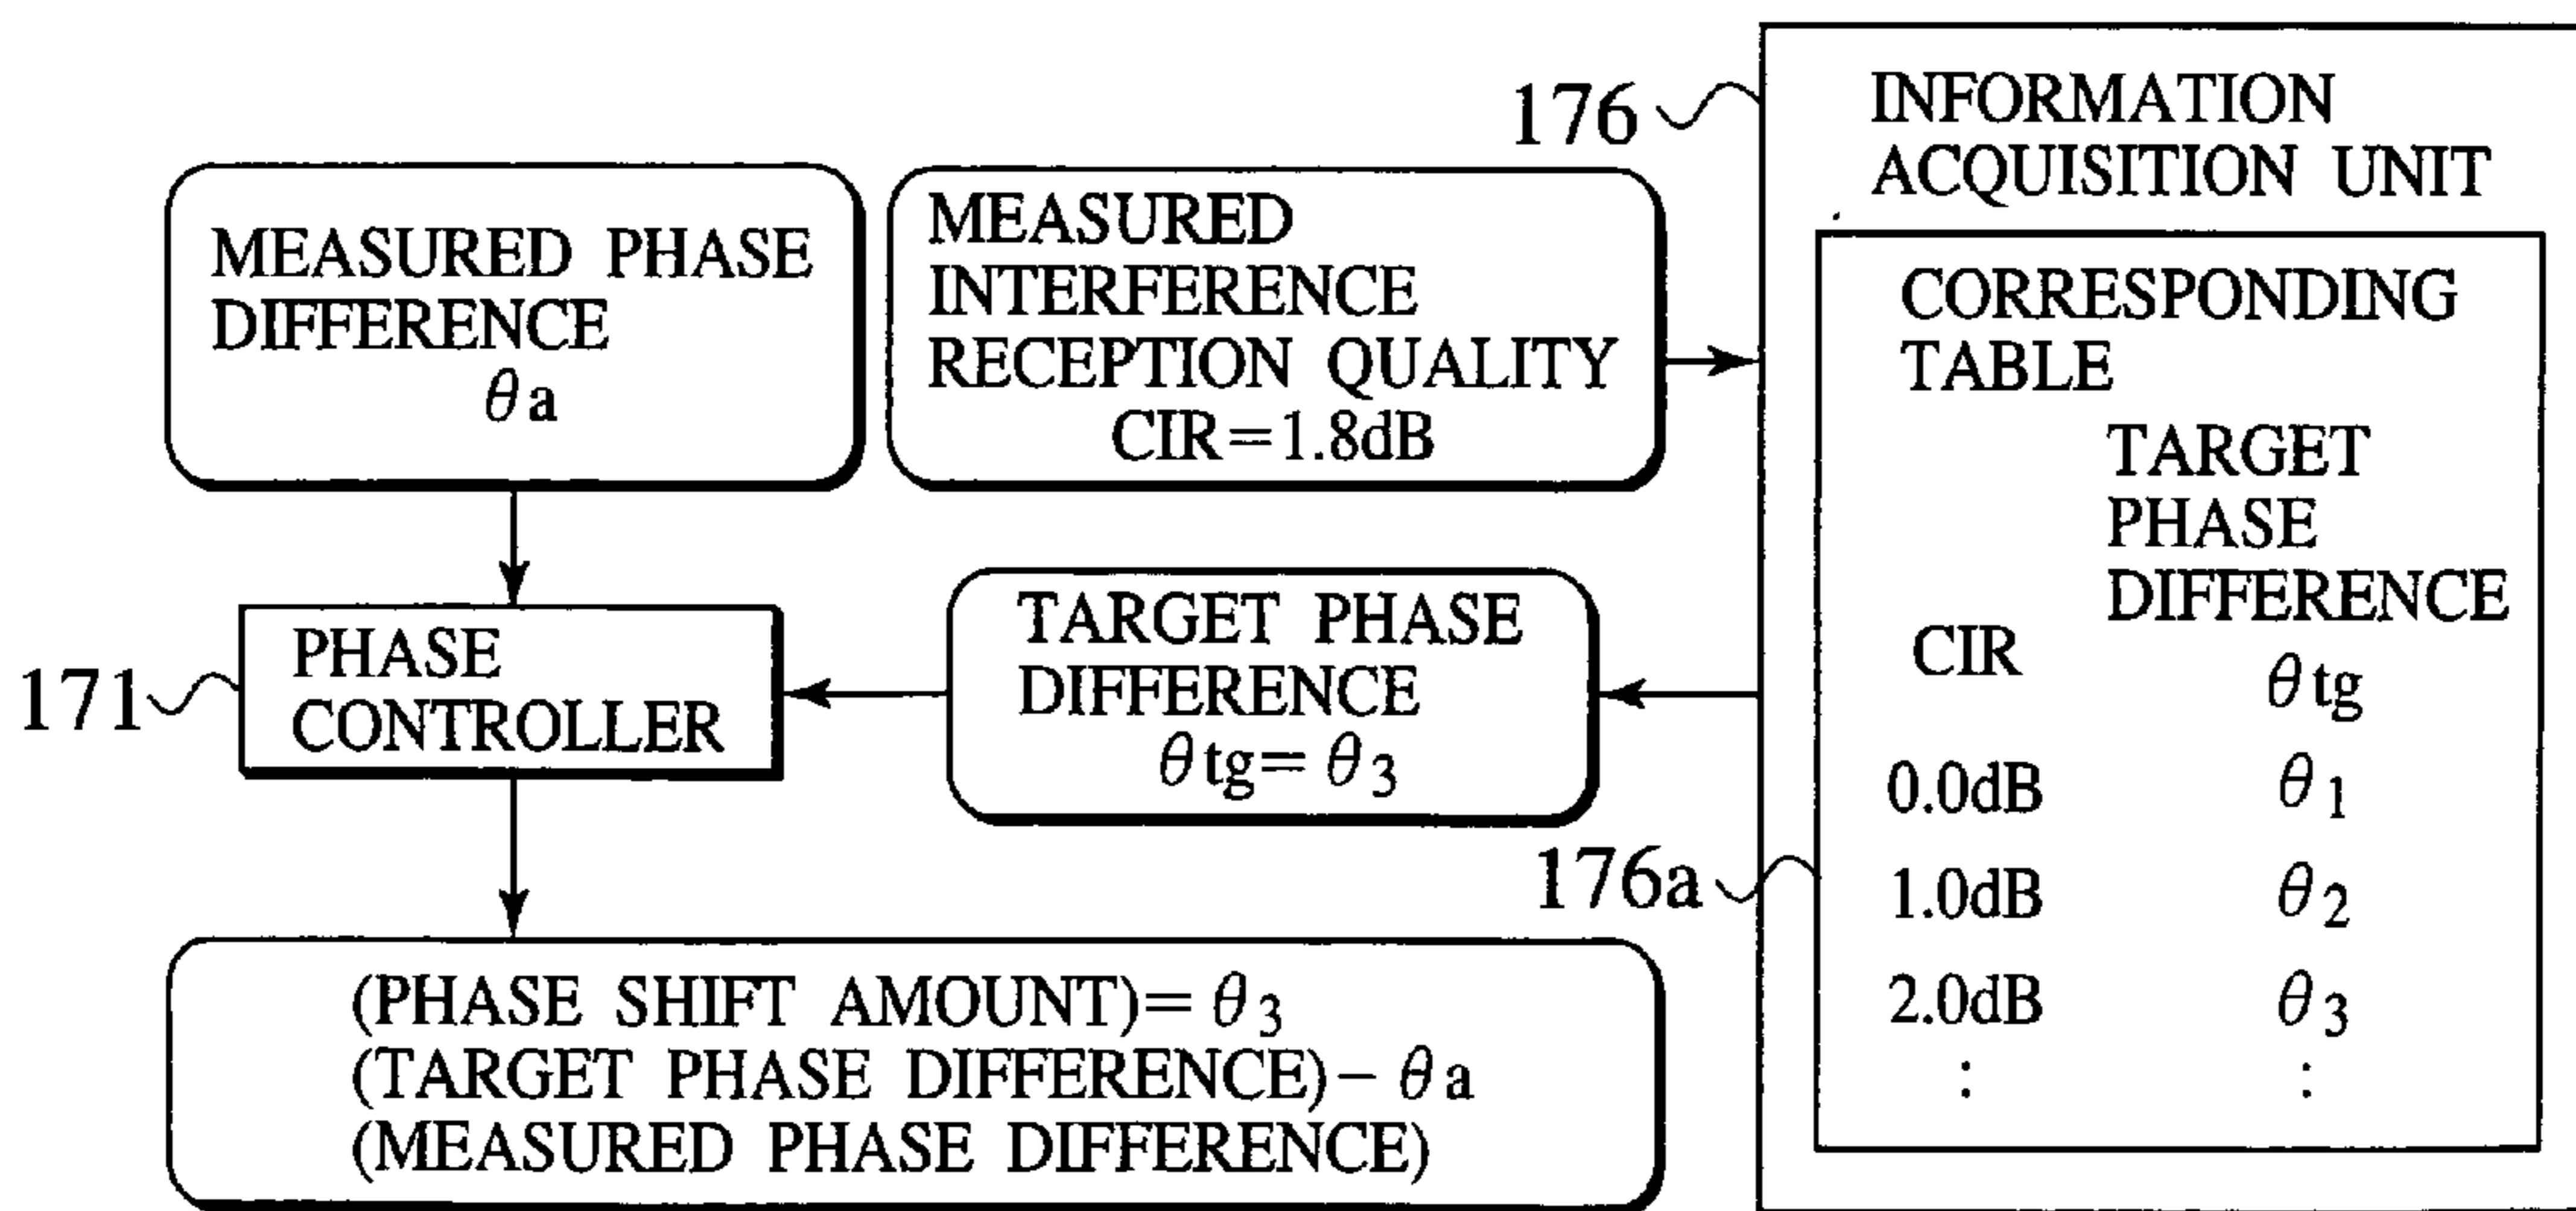 MEASURED PHASE
DIFFERENCE
θa
MEASURED
INTERFERENCE
RECEPTION QUALITY
CIR=1.8dB
176
INFORMATION
ACQUISITION UNIT
CORRESPONDING
TABLE
CIR
TARGET
PHASE
DIFFERENCE
θtg
0.0dB θ1
1.0dB θ2
2.0dB θ3
: :
176a
171
PHASE
CONTROLLER
TARGET PHASE
DIFFERENCE
θtg=θ3
(PHASE SHIFT AMOUNT)=θ3
(TARGET PHASE DIFFERENCE)-θa
(MEASURED PHASE DIFFERENCE)